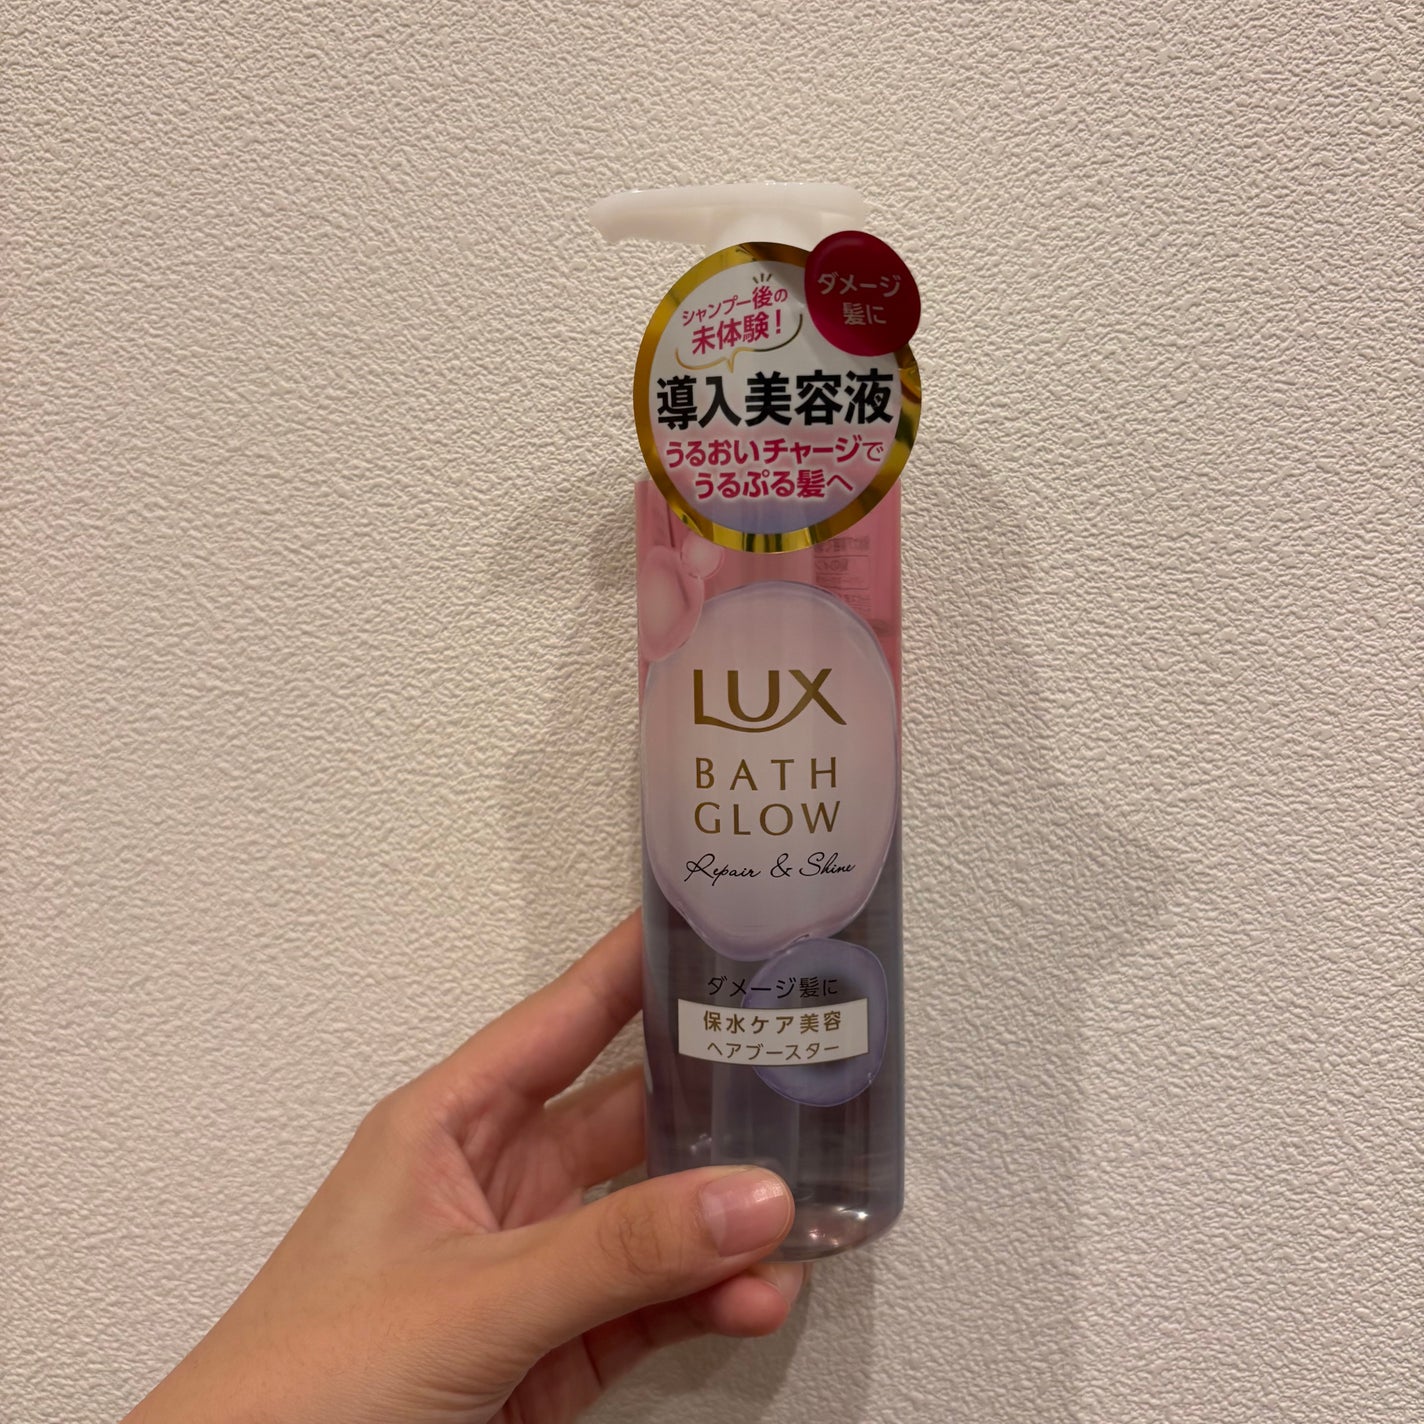 ダメージ
髪に
シャンプー後の
未体験!
導入美容液
うるおいチャージで
うるぷる髪へ
LUX
BATH
GLOW
Repair & Shine
ダメージ髪に
保水ケア美容
ヘアブースター